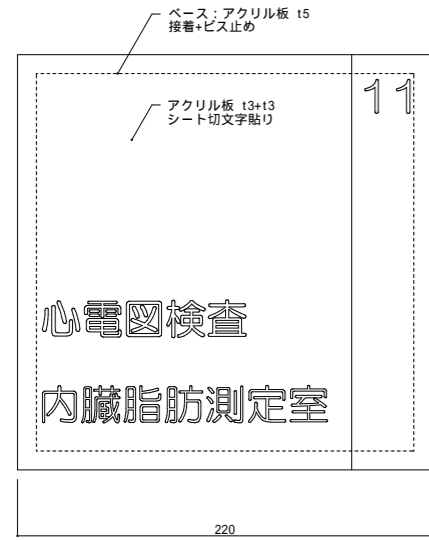 ベース：アクリル板 t5
接着+ビス止め
アクリル板 t3+t3
シート切文字貼り
11
心電図検査
内臓脂肪測定室
220